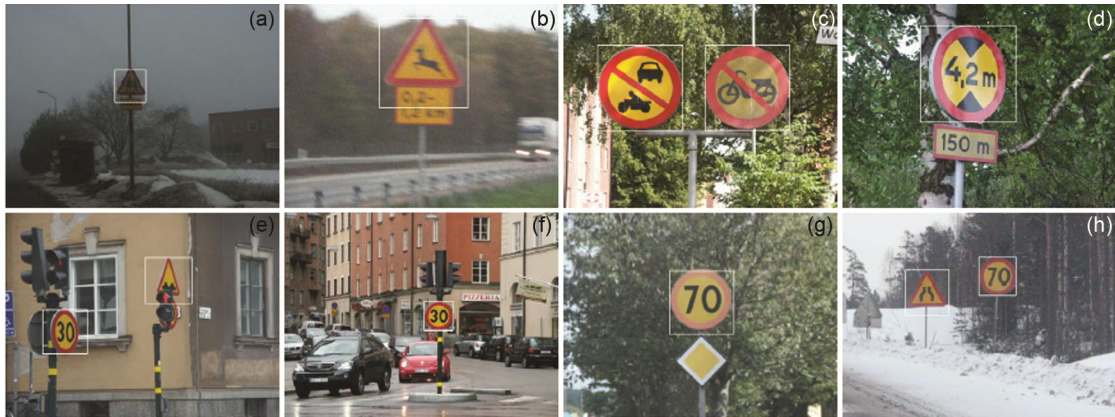 (a)
(b)
0,2-
1,2 km
(c)
(d)
4,2 m
150 m
(e)
30
(f)
PIZZERIA
30
(g)
70
(h)
70